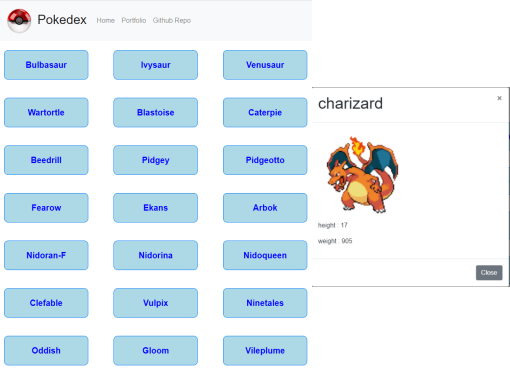 Pokedex Home Portfolio Github Repo
Bulbasaur Ivysaur Venusaur
Wartortle Blastoise Caterpie
Beedrill Pidgey Pidgeotto
Fearow Ekans Arbok
Nidoran-F Nidorina Nidoqueen
Clefable Vulpix Ninetales
Oddish Gloom Vileplume
charizard ×
height : 17
weight : 905
Close